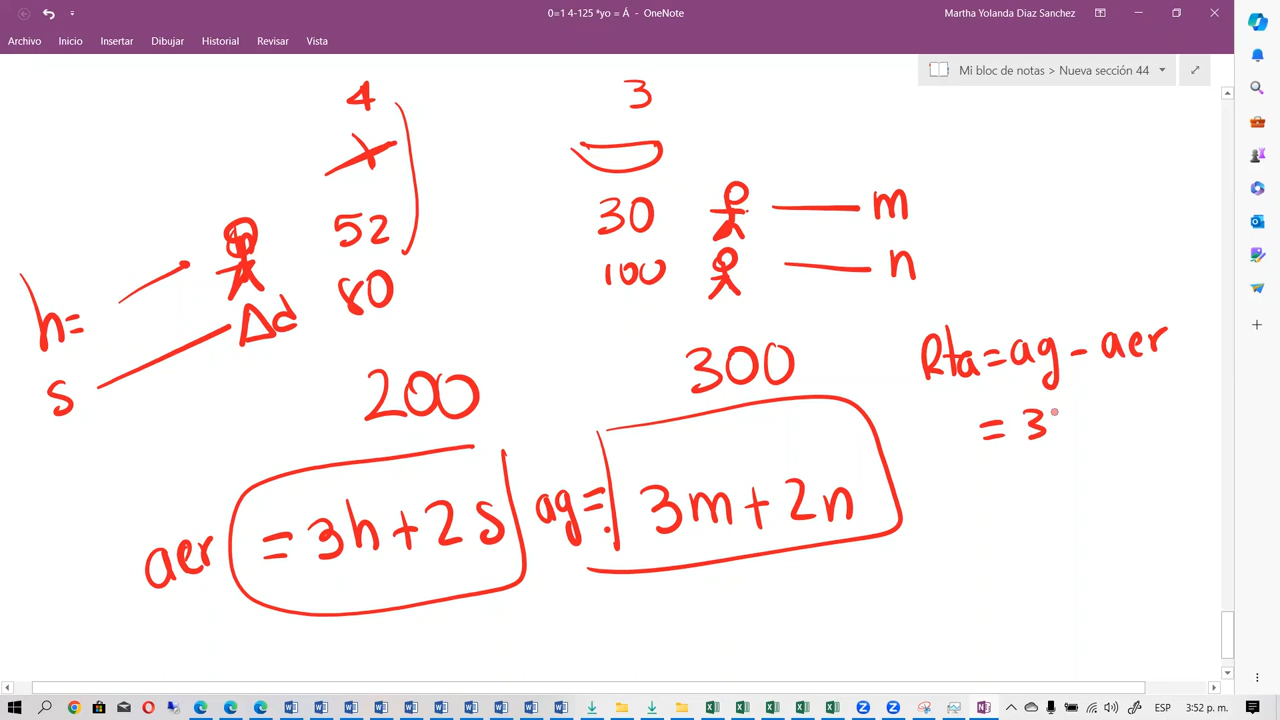 0=1 4-125 *yo = Á - OneNote
Martha Yolanda Diaz Sanchez
Archivo Inicio Insertar Dibujar Historial Revisar Vista
Mi bloc de notas > Nueva sección 44
4 3
52 30 m
80 100 n
h=
Δd
s
200 300
Rta = ag - aer
= 3
aer = 3h + 2s ag = 3m + 2n
ESP 3:52 p. m.